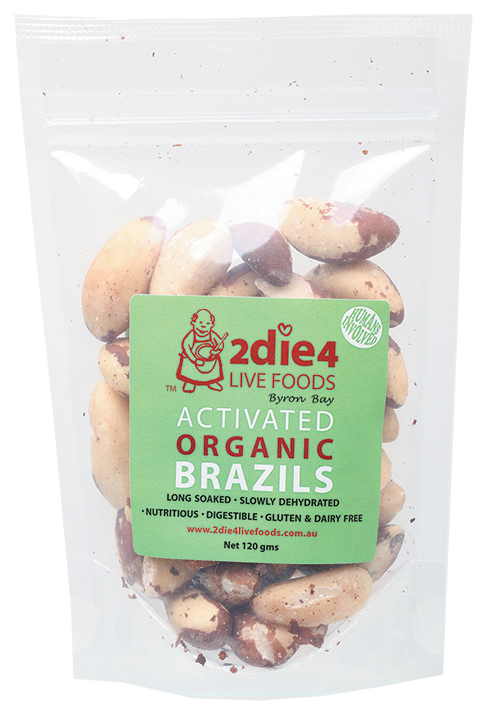 HUMANS
INVOLVED
2die4
LIVE FOODS
TM
Byron Bay
ACTIVATED
ORGANIC
BRAZILS
LONG SOAKED • SLOWLY DEHYDRATED
• NUTRITIOUS • DIGESTIBLE • GLUTEN & DAIRY FREE
www.2die4livefoods.com.au
Net 120 gms